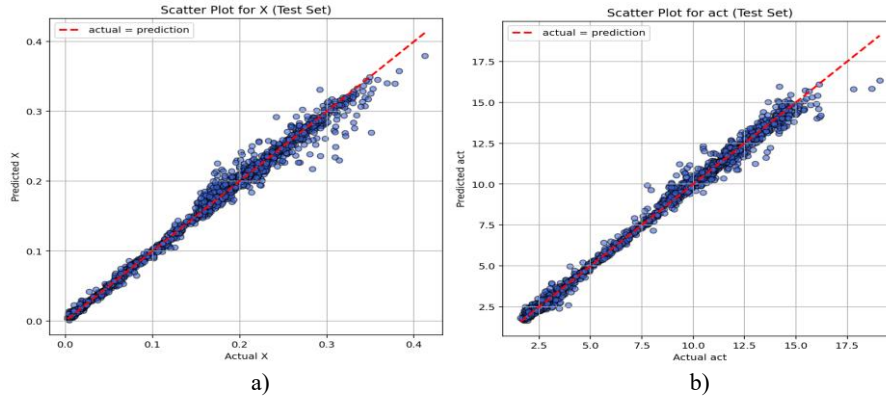 Scatter Plot for X (Test Set)
actual = prediction
Predicted X
0.4
0.3
0.2
0.1
0.0
0.0 0.1 0.2 0.3 0.4
Actual X
a)
Scatter Plot for act (Test Set)
actual = prediction
Predicted act
17.5
15.0
12.5
10.0
7.5
5.0
2.5
2.5 5.0 7.5 10.0 12.5 15.0 17.5
Actual act
b)